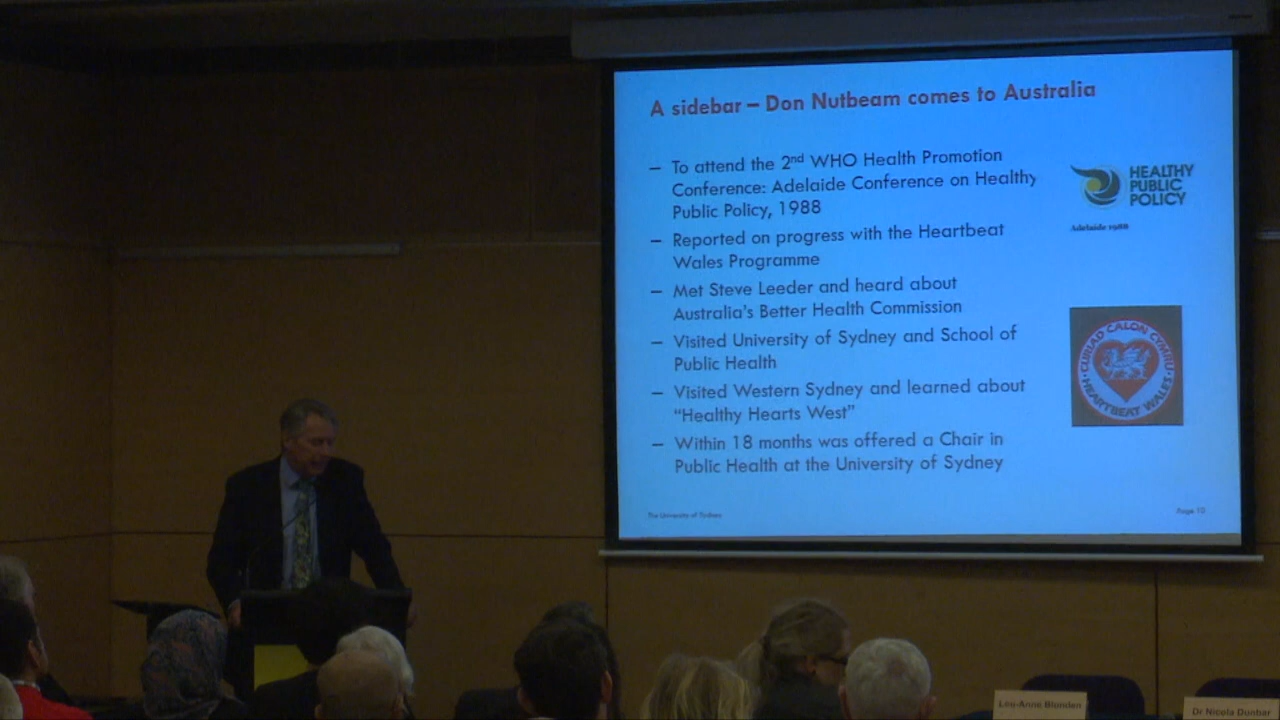 A sidebar – Don Nutbeam comes to Australia
– To attend the 2nd WHO Health Promotion
Conference: Adelaide Conference on Healthy
Public Policy, 1988
– Reported on progress with the Heartbeat
Wales Programme
– Met Steve Leeder and heard about
Australia's Better Health Commission
– Visited University of Sydney and School of
Public Health
– Visited Western Sydney and learned about
“Healthy Hearts West”
– Within 18 months was offered a Chair in
Public Health at the University of Sydney
HEALTHY
PUBLIC
POLICY
Adelaide 1988
CURIAD CALON CYMRU
HEARTBEAT WALES
The University of Sydney
Page 10
Lou-Anne Blunden
Dr Nicola Dunbar